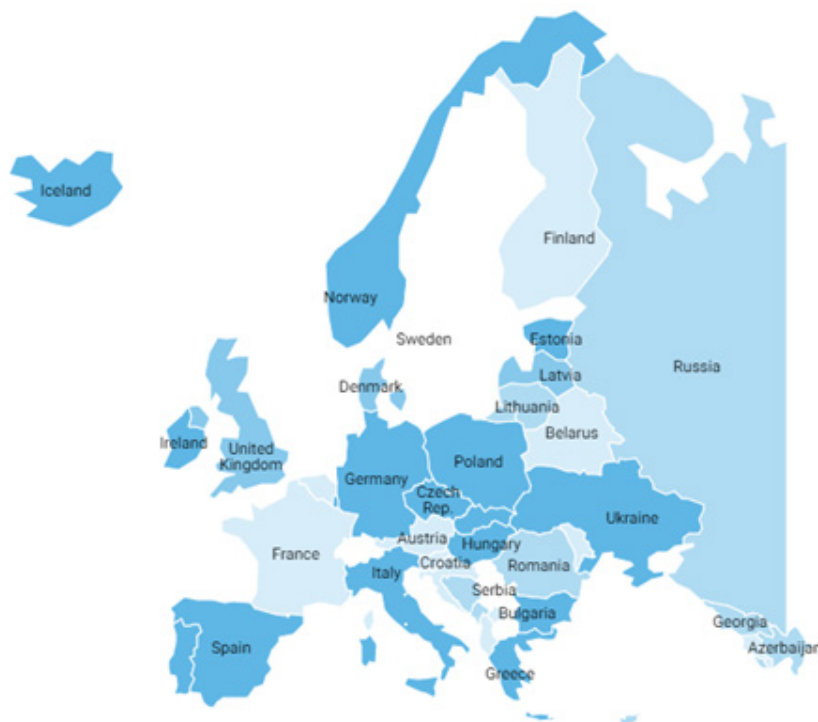 Iceland
Finland
Norway
Sweden
Estonia
Russia
Latvia
Denmark
Lithuania
Belarus
Ireland
United
Kingdom
Germany
Poland
Czech
Rep.
Ukraine
France
Austria
Hungary
Croatia
Romania
Italy
Serbia
Bulgaria
Georgia
Spain
Azerbaijan
Greece